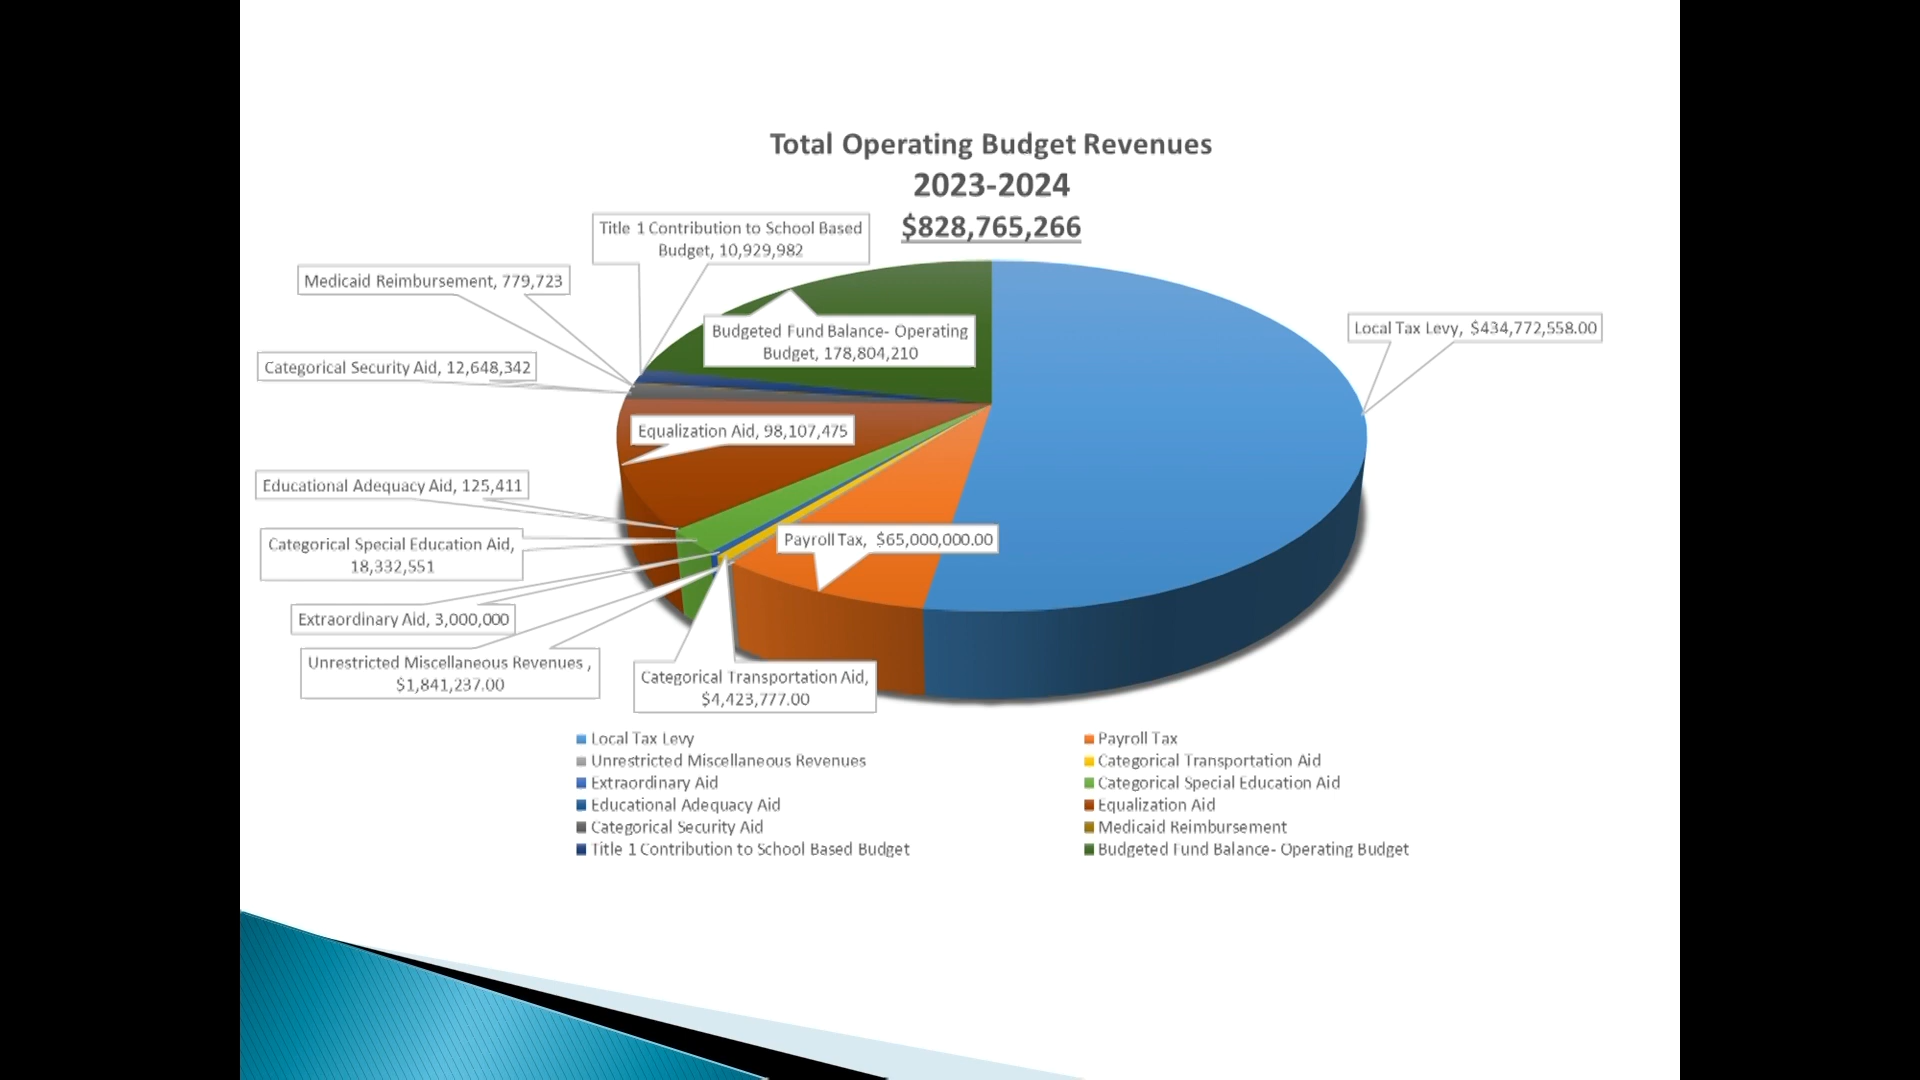 Total Operating Budget Revenues
2023-2024
$828,765,266
Title 1 Contribution to School Based
Budget, 10,929,982
Medicaid Reimbursement, 779,723
Budgeted Fund Balance- Operating
Budget, 178,804,210
Local Tax Levy, $434,772,558.00
Categorical Security Aid, 12,648,342
Equalization Aid, 98,107,475
Educational Adequacy Aid, 125,411
Categorical Special Education Aid,
18,332,551
Payroll Tax, $65,000,000.00
Extraordinary Aid, 3,000,000
Unrestricted Miscellaneous Revenues ,
$1,841,237.00
Categorical Transportation Aid,
$4,423,777.00
Local Tax Levy
Payroll Tax
Unrestricted Miscellaneous Revenues
Categorical Transportation Aid
Extraordinary Aid
Categorical Special Education Aid
Educational Adequacy Aid
Equalization Aid
Categorical Security Aid
Medicaid Reimbursement
Title 1 Contribution to School Based Budget
Budgeted Fund Balance- Operating Budget